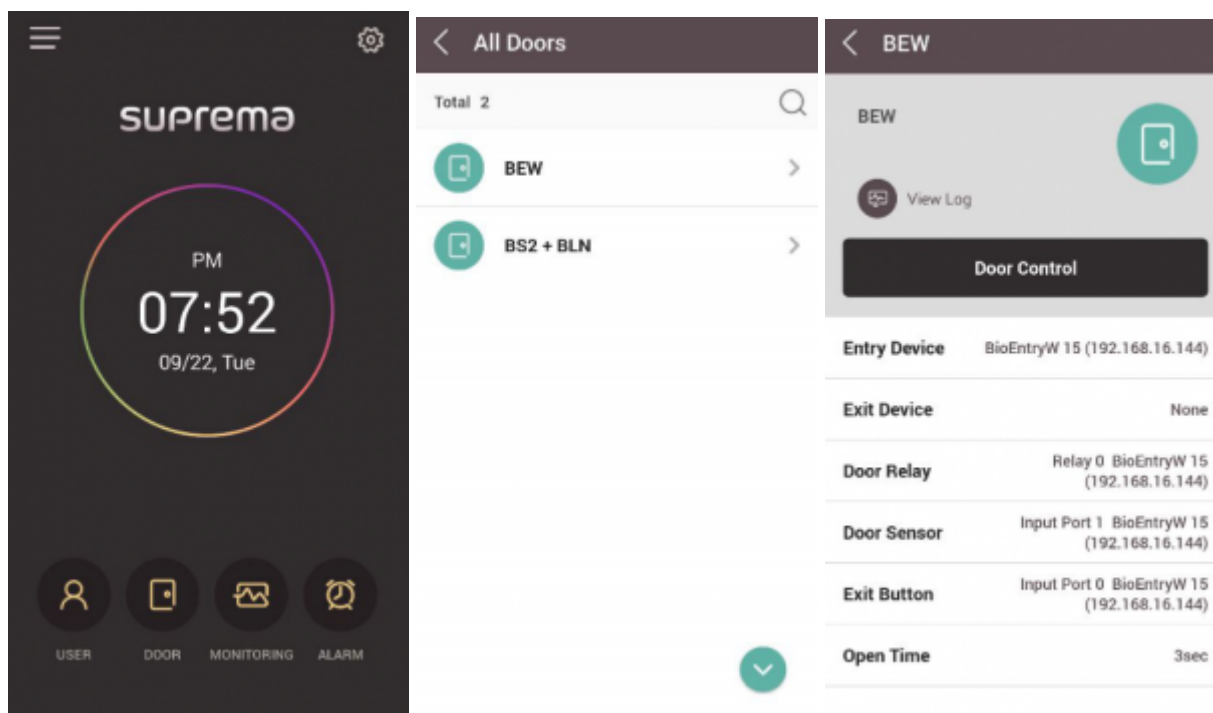 suprema
PM
07:52
09/22, Tue
USER
DOOR
MONITORING
ALARM
All Doors
Total 2
BEW
BS2 + BLN
BEW
BEW
View Log
Door Control
Entry Device BioEntryW 15 (192.168.16.144)
Exit Device None
Door Relay Relay 0 BioEntryW 15
(192.168.16.144)
Door Sensor Input Port 1 BioEntryW 15
(192.168.16.144)
Exit Button Input Port 0 BioEntryW 15
(192.168.16.144)
Open Time 3sec